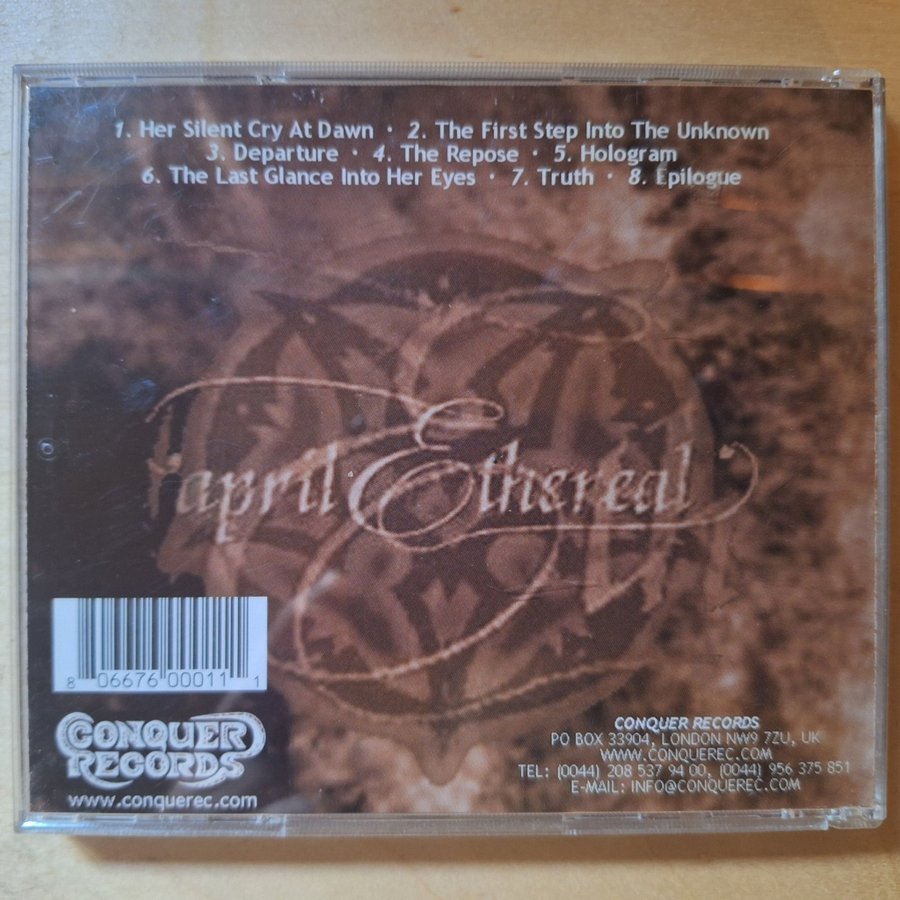 1. Her Silent Cry At Dawn · 2. The First Step Into The Unknown
3. Departure · 4. The Repose · 5. Hologram
6. The Last Glance Into Her Eyes · 7. Truth · 8. Epilogue
april Ethereal
8 06676 00011 1
CONQUER
RECORDS
www.conquerec.com
CONQUER RECORDS
PO BOX 33904, LONDON NW9 7ZU, UK
WWW.CONQUEREC.COM
TEL: (0044) 208 537 94 00, (0044) 956 375 851
E-MAIL: INFO@CONQUEREC.COM